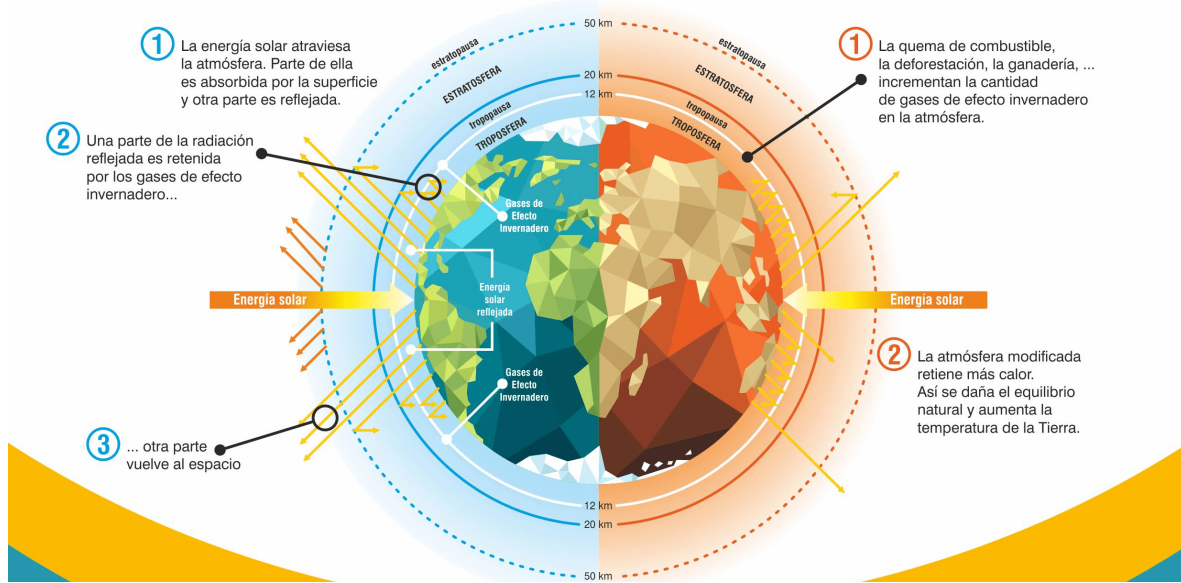 1
La energía solar atraviesa
la atmósfera. Parte de ella
es absorbida por la superficie
y otra parte es reflejada.
2
Una parte de la radiación
reflejada es retenida
por los gases de efecto
invernadero...
Energía solar
3
... otra parte
vuelve al espacio
50 km
estratopausa
ESTRATOSFERA
20 km
12 km
tropopausa
TROPOSFERA
Gases de
Efecto
Invernadero
Energía
solar
reflejada
Gases de
Efecto
Invernadero
12 km
20 km
50 km
estratopausa
ESTRATOSFERA
tropopausa
TROPOSFERA
1
La quema de combustible,
la deforestación, la ganadería, ...
incrementan la cantidad
de gases de efecto invernadero
en la atmósfera.
Energía solar
2
La atmósfera modificada
retiene más calor.
Así se daña el equilibrio
natural y aumenta la
temperatura de la Tierra.